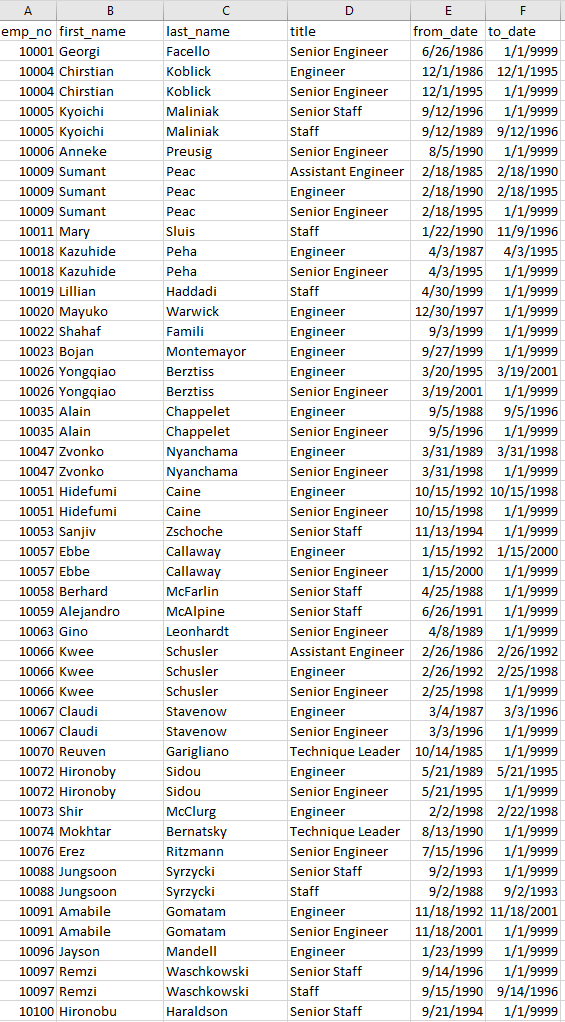 A B C D E F
emp_no first_name last_name title from_date to_date
10001 Georgi Facello Senior Engineer 6/26/1986 1/1/9999
10004 Chirstian Koblick Engineer 12/1/1986 12/1/1995
10004 Chirstian Koblick Senior Engineer 12/1/1995 1/1/9999
10005 Kyoichi Maliniak Senior Staff 9/12/1996 1/1/9999
10005 Kyoichi Maliniak Staff 9/12/1989 9/12/1996
10006 Anneke Preusig Senior Engineer 8/5/1990 1/1/9999
10009 Sumant Peac Assistant Engineer 2/18/1985 2/18/1990
10009 Sumant Peac Engineer 2/18/1990 2/18/1995
10009 Sumant Peac Senior Engineer 2/18/1995 1/1/9999
10011 Mary Sluis Staff 1/22/1990 11/9/1996
10018 Kazuhide Peha Engineer 4/3/1987 4/3/1995
10018 Kazuhide Peha Senior Engineer 4/3/1995 1/1/9999
10019 Lillian Haddadi Staff 4/30/1999 1/1/9999
10020 Mayuko Warwick Engineer 12/30/1997 1/1/9999
10022 Shahaf Famili Engineer 9/3/1999 1/1/9999
10023 Bojan Montemayor Engineer 9/27/1999 1/1/9999
10026 Yongqiao Berztiss Engineer 3/20/1995 3/19/2001
10026 Yongqiao Berztiss Senior Engineer 3/19/2001 1/1/9999
10035 Alain Chappelet Engineer 9/5/1988 9/5/1996
10035 Alain Chappelet Senior Engineer 9/5/1996 1/1/9999
10047 Zvonko Nyanchama Engineer 3/31/1989 3/31/1998
10047 Zvonko Nyanchama Senior Engineer 3/31/1998 1/1/9999
10051 Hidefumi Caine Engineer 10/15/1992 10/15/1998
10051 Hidefumi Caine Senior Engineer 10/15/1998 1/1/9999
10053 Sanjiv Zschoche Senior Staff 11/13/1994 1/1/9999
10057 Ebbe Callaway Engineer 1/15/1992 1/15/2000
10057 Ebbe Callaway Senior Engineer 1/15/2000 1/1/9999
10058 Berhard McFarlin Senior Staff 4/25/1988 1/1/9999
10059 Alejandro McAlpine Senior Staff 6/26/1991 1/1/9999
10063 Gino Leonhardt Senior Engineer 4/8/1989 1/1/9999
10066 Kwee Schusler Assistant Engineer 2/26/1986 2/26/1992
10066 Kwee Schusler Engineer 2/26/1992 2/25/1998
10066 Kwee Schusler Senior Engineer 2/25/1998 1/1/9999
10067 Claudi Stavenow Engineer 3/4/1987 3/3/1996
10067 Claudi Stavenow Senior Engineer 3/3/1996 1/1/9999
10070 Reuven Garigliano Technique Leader 10/14/1985 1/1/9999
10072 Hironoby Sidou Engineer 5/21/1989 5/21/1995
10072 Hironoby Sidou Senior Engineer 5/21/1995 1/1/9999
10073 Shir McClurg Engineer 2/2/1998 2/22/1998
10074 Mokhtar Bernatsky Technique Leader 8/13/1990 1/1/9999
10076 Erez Ritzmann Senior Engineer 7/15/1996 1/1/9999
10088 Jungsoon Syrzycki Senior Staff 9/2/1993 1/1/9999
10088 Jungsoon Syrzycki Staff 9/2/1988 9/2/1993
10091 Amabile Gomatam Engineer 11/18/1992 11/18/2001
10091 Amabile Gomatam Senior Engineer 11/18/2001 1/1/9999
10096 Jayson Mandell Engineer 1/23/1999 1/1/9999
10097 Remzi Waschkowski Senior Staff 9/14/1996 1/1/9999
10097 Remzi Waschkowski Staff 9/15/1990 9/14/1996
10100 Hironobu Haraldson Senior Staff 9/21/1994 1/1/9999